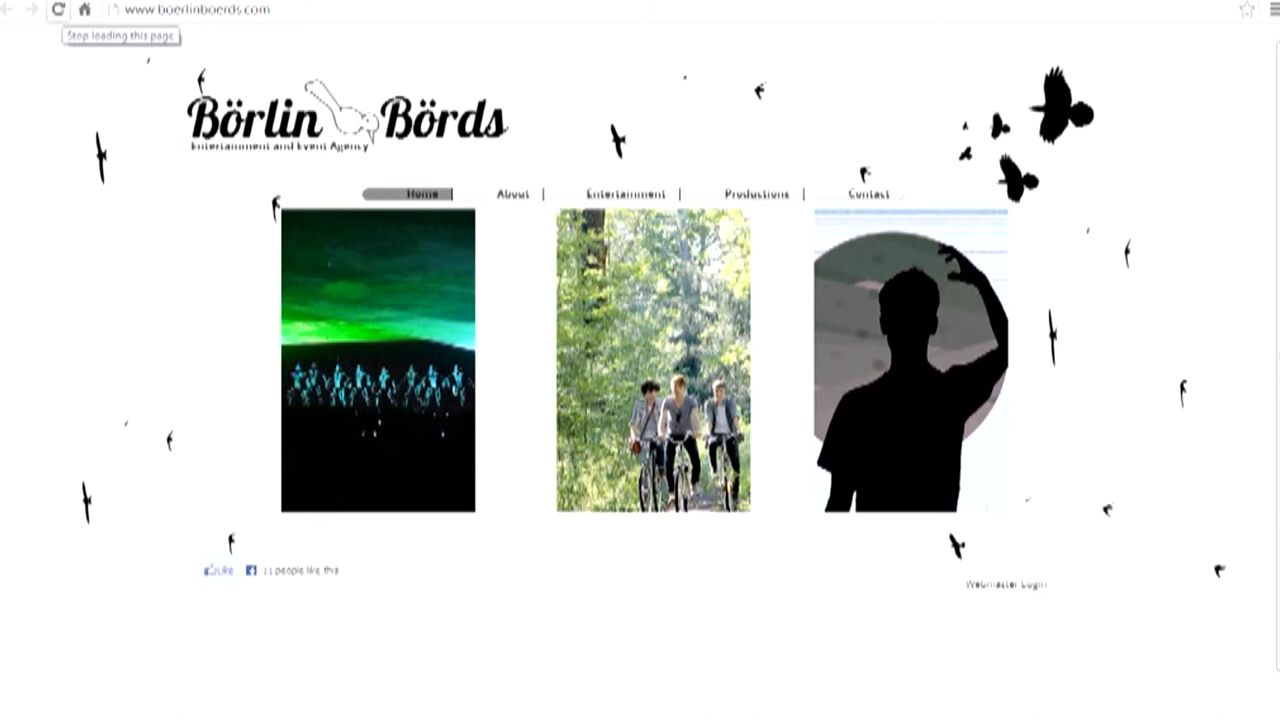 www.boerlinboerds.com
Stop loading this page
Börlin Börds
Entertainment and Event Agency
Home | About | Entertainment | Productions | Contact
Like 11 people like this
Webmaster Login